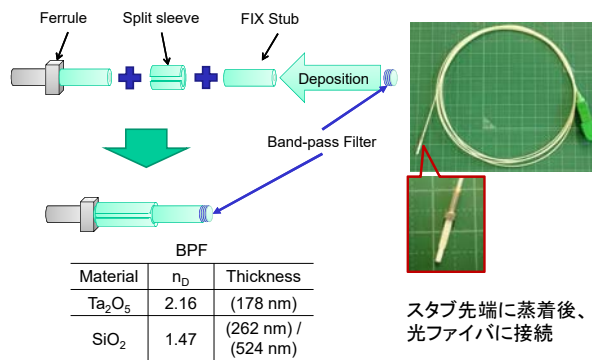 Ferrule
Split sleeve
FIX Stub
Deposition
Band-pass Filter
BPF
Material n_D Thickness
Ta₂O₅ 2.16 (178 nm)
SiO₂ 1.47 (262 nm) /
(524 nm)
スタブ先端に蒸着後、
光ファイバに接続